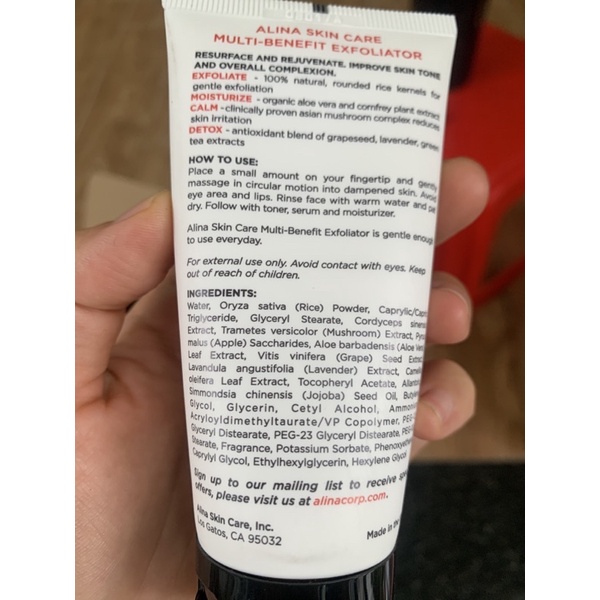 ALINA SKIN CARE
MULTI-BENEFIT EXFOLIATOR
RESURFACE AND REJUVENATE. IMPROVE SKIN TONE
AND OVERALL COMPLEXION.
EXFOLIATE - 100% natural, rounded rice kernels for
gentle exfoliation
MOISTURIZE - organic aloe vera and comfrey plant extract
CALM - clinically proven asian mushroom complex reduces
skin irritation
DETOX - antioxidant blend of grapeseed, lavender, green
tea extracts
HOW TO USE:
Place a small amount on your fingertip and gently
massage in circular motion into dampened skin. Avoid
eye area and lips. Rinse face with warm water and pat
dry. Follow with toner, serum and moisturizer.
Alina Skin Care Multi-Benefit Exfoliator is gentle enough
to use everyday.
For external use only. Avoid contact with eyes. Keep
out of reach of children.
INGREDIENTS:
Water, Oryza sativa (Rice) Powder, Caprylic/Capric
Triglyceride, Glyceryl Stearate, Cordyceps sinensis
Extract, Trametes versicolor (Mushroom) Extract,
malus (Apple) Saccharides, Aloe barbadensis (Aloe Vera)
Leaf Extract, Vitis vinifera (Grape) Seed Extract,
Lavandula angustifolia (Lavender) Extract,
oleifera Leaf Extract, Tocopheryl Acetate,
Simmondsia chinensis (Jojoba) Seed Oil,
Glycol, Glycerin, Cetyl Alcohol,
Acryloyldimethyltaurate/VP Copolymer,
Glyceryl Distearate, PEG-23 Glyceryl Distearate,
Stearate, Fragrance, Potassium Sorbate,
Caprylyl Glycol, Ethylhexylglycerin, Hexylene Glycol
Sign up to our mailing list to receive
offers, please visit us at alinacorp.com.
Alina Skin Care, Inc.
Los Gatos, CA 95032
Made in the